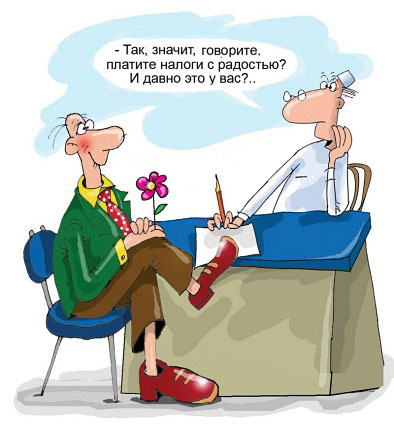 - Так, значит, говорите,
платите налоги с радостью?
И давно это у вас?..